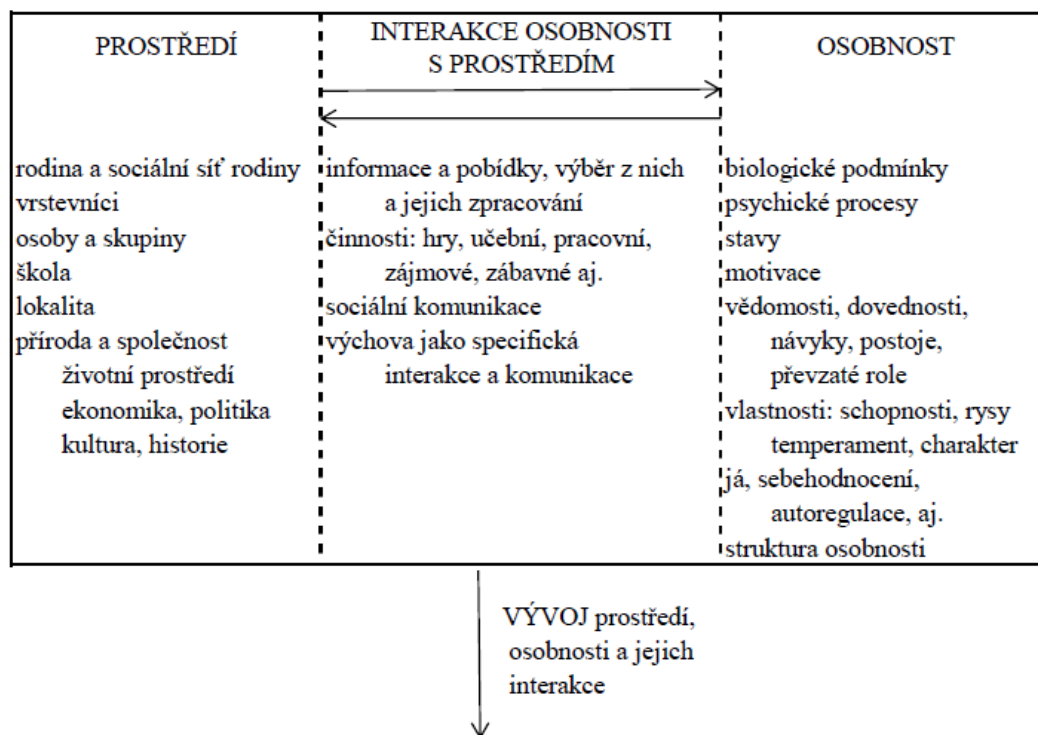 PROSTŘEDÍ
INTERAKCE OSOBNOSTI
S PROSTŘEDÍM
OSOBNOST
rodina a sociální síť rodiny
vrstevníci
osoby a skupiny
škola
lokalita
příroda a společnost
životní prostředí
ekonomika, politika
kultura, historie
informace a pobídky, výběr z nich
a jejich zpracování
činnosti: hry, učební, pracovní,
zájmové, zábavné aj.
sociální komunikace
výchova jako specifická
interakce a komunikace
biologické podmínky
psychické procesy
stavy
motivace
vědomosti, dovednosti,
návyky, postoje,
převzaté role
vlastnosti: schopnosti, rysy
temperament, charakter
já, sebehodnocení,
autoregulace, aj.
struktura osobnosti
VÝVOJ prostředí,
osobnosti a jejich
interakce